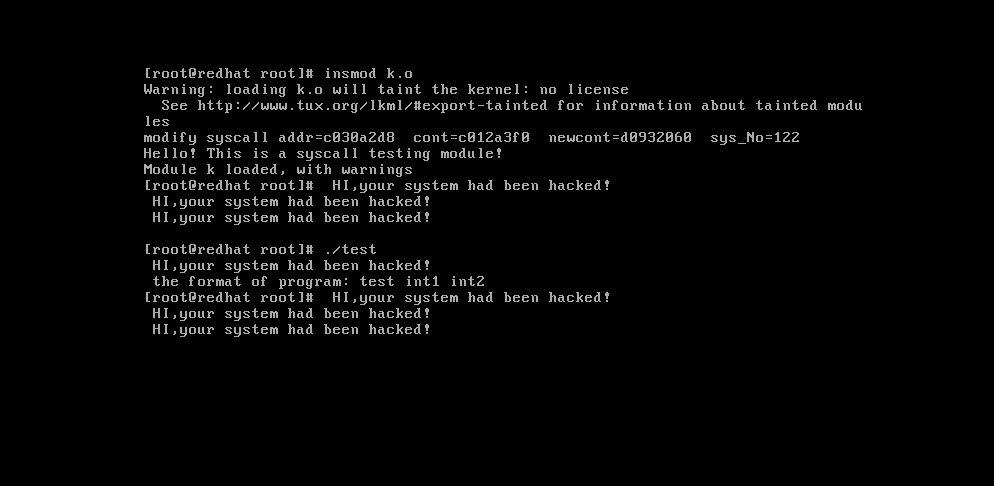 [root@redhat root]# insmod k.o
Warning: loading k.o will taint the kernel: no license
  See http://www.tux.org/lkml/#export-tainted for information about tainted modu
les
modify syscall addr=c030a2d8  cont=c012a3f0  newcont=d0932060  sys_No=122
Hello! This is a syscall testing module!
Module k loaded, with warnings
[root@redhat root]#  HI,your system had been hacked!
 HI,your system had been hacked!
 HI,your system had been hacked!
[root@redhat root]# ./test
 HI,your system had been hacked!
 the format of program: test int1 int2
[root@redhat root]#  HI,your system had been hacked!
 HI,your system had been hacked!
 HI,your system had been hacked!